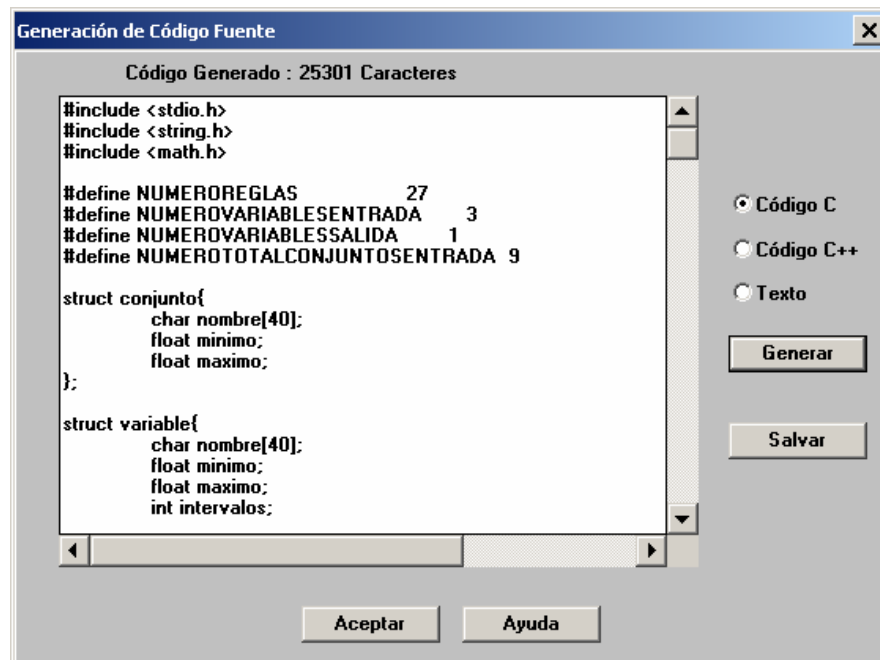 Generación de Código Fuente
Código Generado : 25301 Caracteres
#include <stdio.h>
#include <string.h>
#include <math.h>
#define NUMEROREGLAS 27
#define NUMEROVARIABLESENTRADA 3
#define NUMEROVARIABLESSALIDA 1
#define NUMEROTOTALCONJUNTOSENTRADA 9
struct conjunto{
char nombre[40];
float minimo;
float maximo;
};
struct variable{
char nombre[40];
float minimo;
float maximo;
int intervalos;
Código C
Código C++
Texto
Generar
Salvar
Aceptar
Ayuda